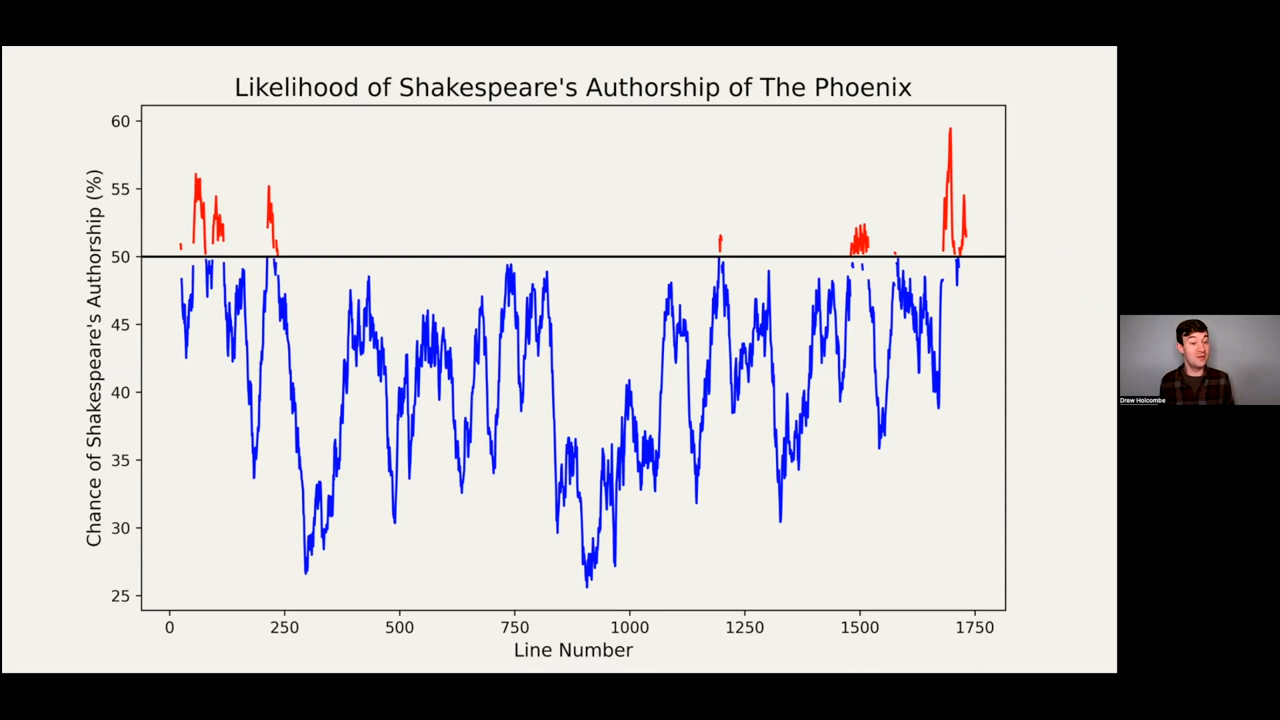 Likelihood of Shakespeare's Authorship of The Phoenix
Chance of Shakespeare's Authorship (%)
60
55
50
45
40
35
30
25
0 250 500 750 1000 1250 1500 1750
Line Number
Drew Holcombe